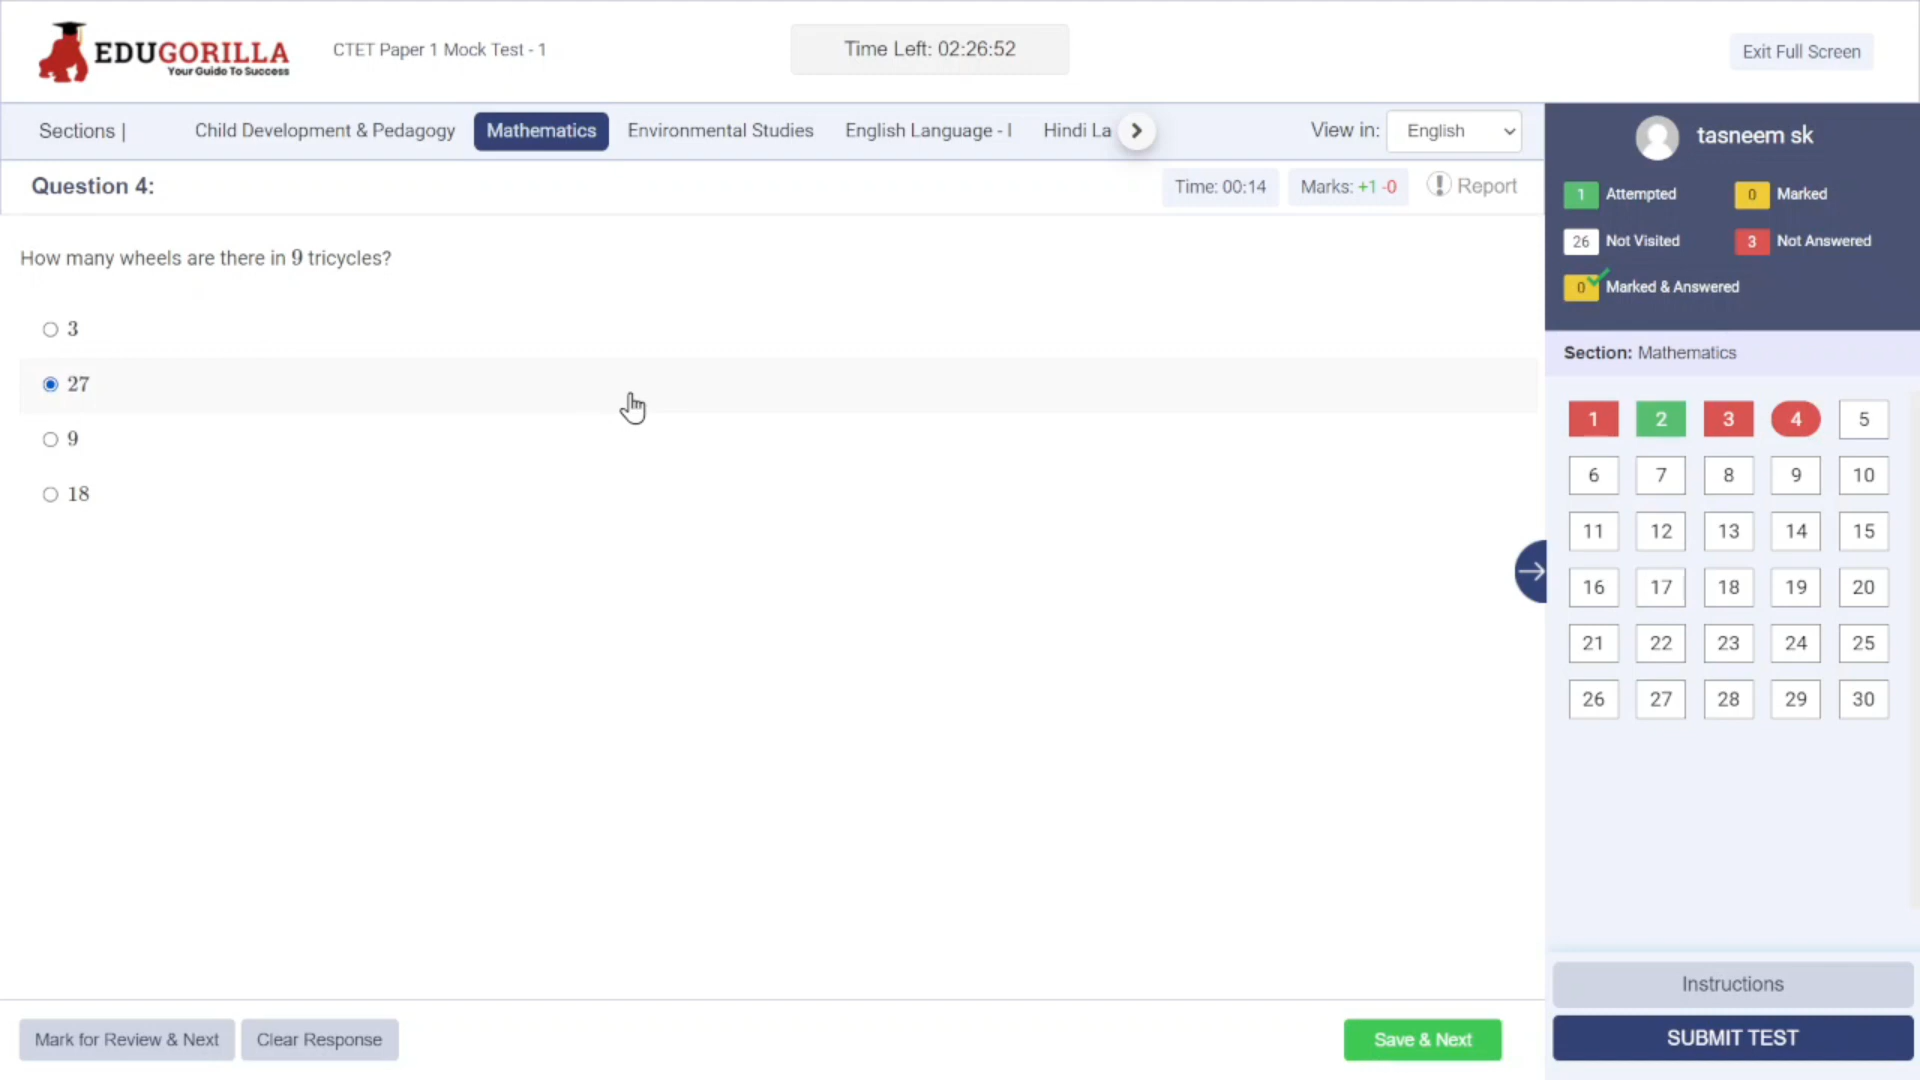 EDUGORILLA
Your Guide To Success
CTET Paper 1 Mock Test - 1
Time Left: 02:26:52
Exit Full Screen
Sections |
Child Development & Pedagogy
Mathematics
Environmental Studies
English Language - I
Hindi La
View in:
English
Question 4:
Time: 00:14
Marks: +1 -0
Report
How many wheels are there in 9 tricycles?
3
27
9
18
Mark for Review & Next
Clear Response
Save & Next
tasneem sk
1 Attempted
0 Marked
26 Not Visited
3 Not Answered
0 Marked & Answered
Section: Mathematics
1 2 3 4 5
6 7 8 9 10
11 12 13 14 15
16 17 18 19 20
21 22 23 24 25
26 27 28 29 30
Instructions
SUBMIT TEST